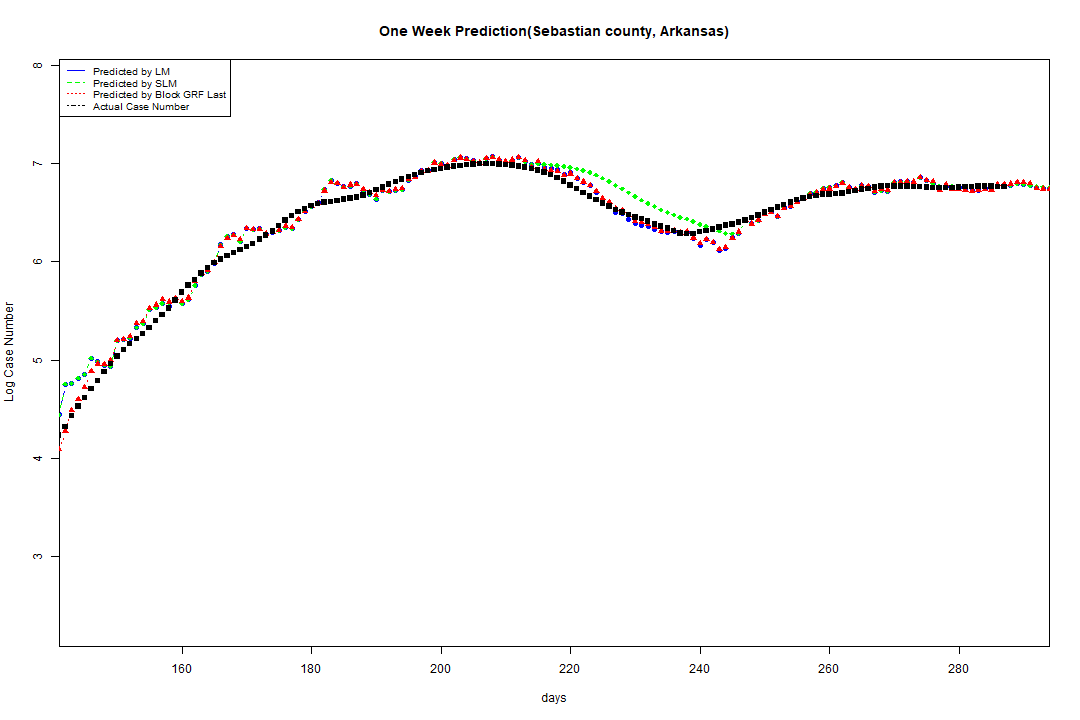 One Week Prediction(Sebastian county, Arkansas)
Predicted by LM
Predicted by SLM
Predicted by Block GRF Last
Actual Case Number
Log Case Number
8
7
6
5
4
3
160 180 200 220 240 260 280
days